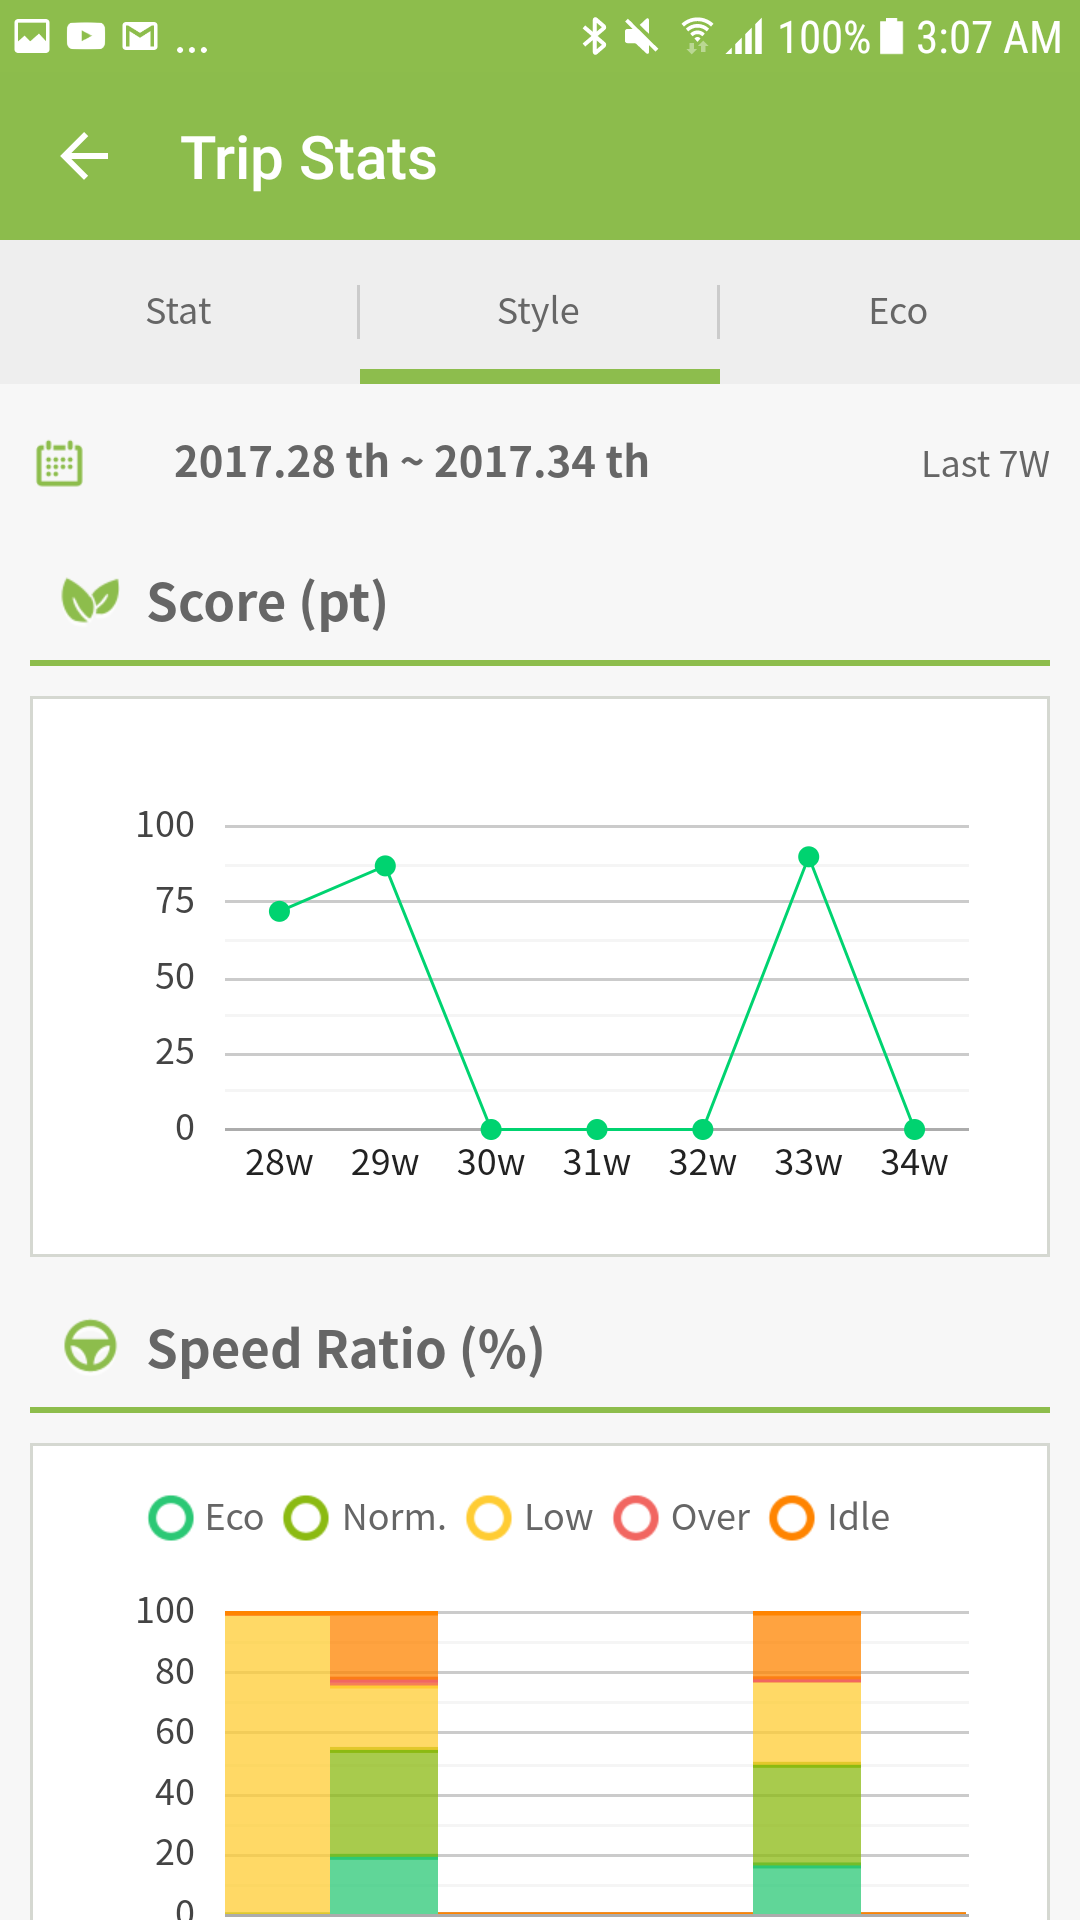 ... 100% 3:07 AM
Trip Stats
Stat Style Eco
2017.28 th ~ 2017.34 th Last 7W
Score (pt)
100
75
50
25
0
28w 29w 30w 31w 32w 33w 34w
Speed Ratio (%)
Eco Norm. Low Over Idle
100
80
60
40
20
0